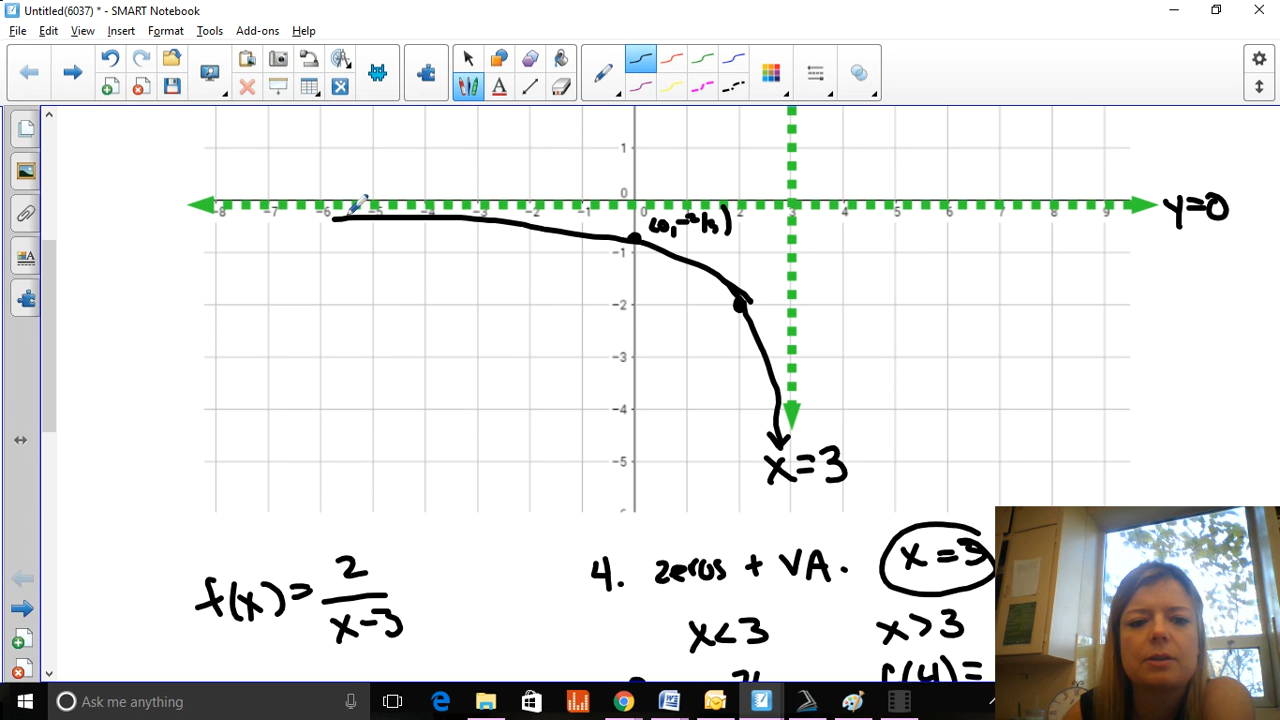 Untitled(6037) * - SMART Notebook
File Edit View Insert Format Tools Add-ons Help
1
0
-8 -7 -6 -5 -4 -3 -2 -1 0 1 2 3 4 5 6 7 8 9
y=0
(0,-2/3)
-1
-2
-3
-4
-5
x=3
f(x)= 2/(x-3)
4. zeros + VA. x=3
x<3 x>3
f(4)=
Ask me anything